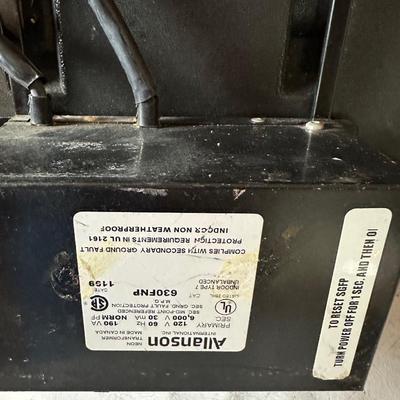 Allanson
INTERNATIONAL INC.
NEON
TRANSFORMER
MADE IN CANADA
PRIMARY 120 V 60 Hz 190 VA
SEC. 6,000 V 30 mA NORM PF
SEC. MID POINT REFERENCED
SEC. GRND. FAULT PROTECTION
CAT. 630FNP
DATE 1199
INDOOR TYPE 7
UNBALANCED
COMPLIES WITH SECONDARY GROUND FAULT
PROTECTION REQUIREMENTS IN UL 2161
INDOOR NON WEATHERPROOF
TO RESET SGFP
TURN POWER OFF FOR 1 SEC. AND THEN O